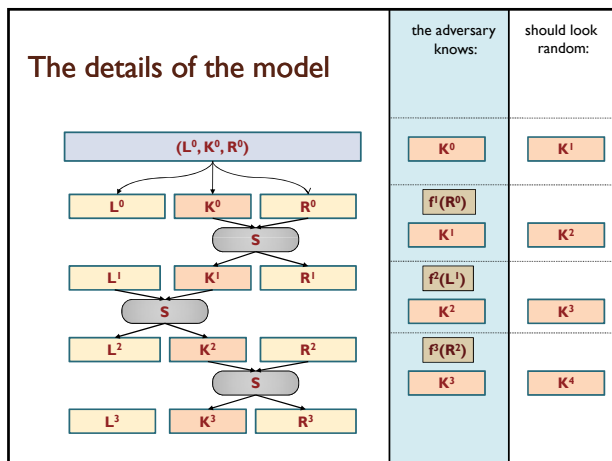 The details of the model
the adversary
knows:
should look
random:
(L⁰, K⁰, R⁰)
K⁰
K¹
L⁰
K⁰
R⁰
f¹(R⁰)
S
K¹
K²
L¹
K¹
R¹
f²(L¹)
S
K²
K³
L²
K²
R²
f³(R²)
S
K³
K⁴
L³
K³
R³